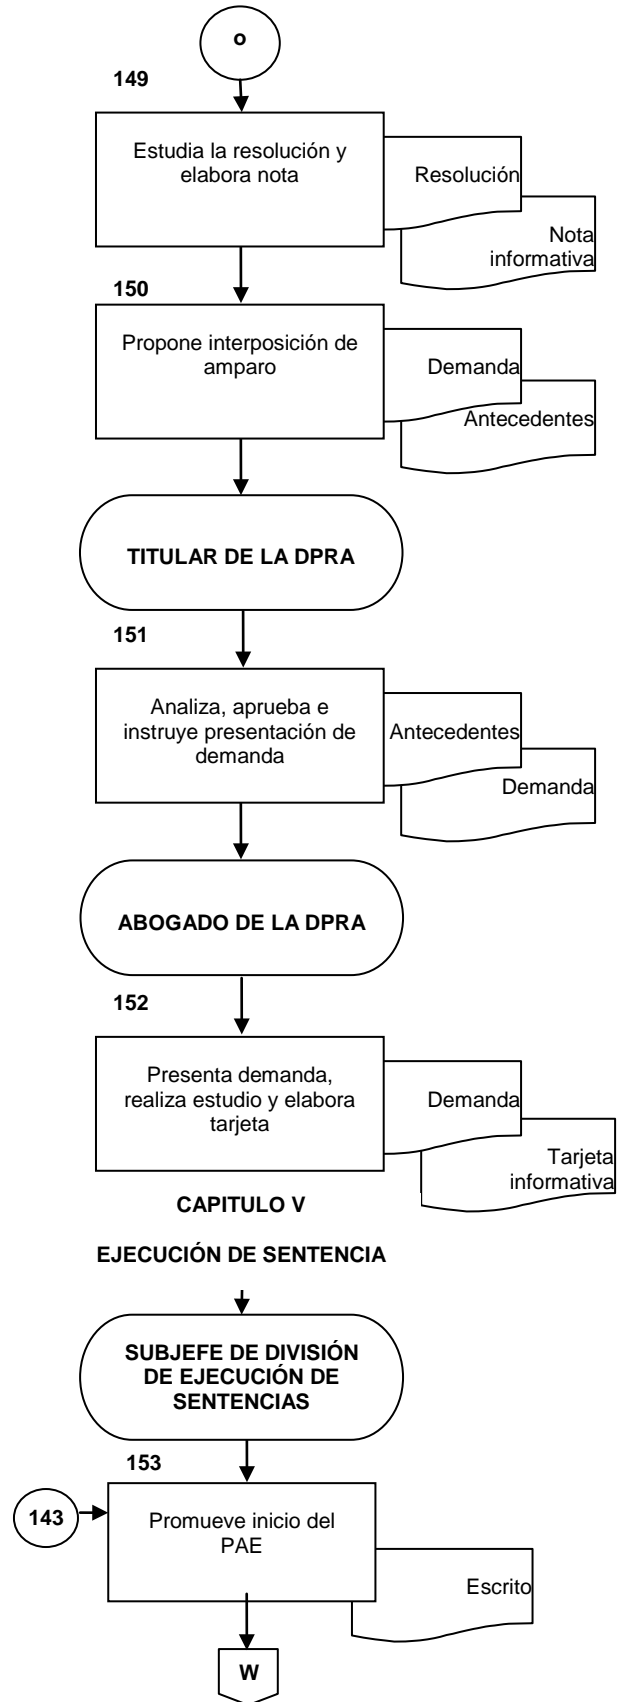 o
149
Estudia la resolución y
elabora nota
Resolución
Nota
informativa
150
Propone interposición de
amparo
Demanda
Antecedentes
TITULAR DE LA DPRA
151
Analiza, aprueba e
instruye presentación de
demanda
Antecedentes
Demanda
ABOGADO DE LA DPRA
152
Presenta demanda,
realiza estudio y elabora
tarjeta
Demanda
Tarjeta
informativa
CAPITULO V
EJECUCIÓN DE SENTENCIA
SUBJEFE DE DIVISIÓN
DE EJECUCIÓN DE
SENTENCIAS
153
143
Promueve inicio del
PAE
Escrito
W